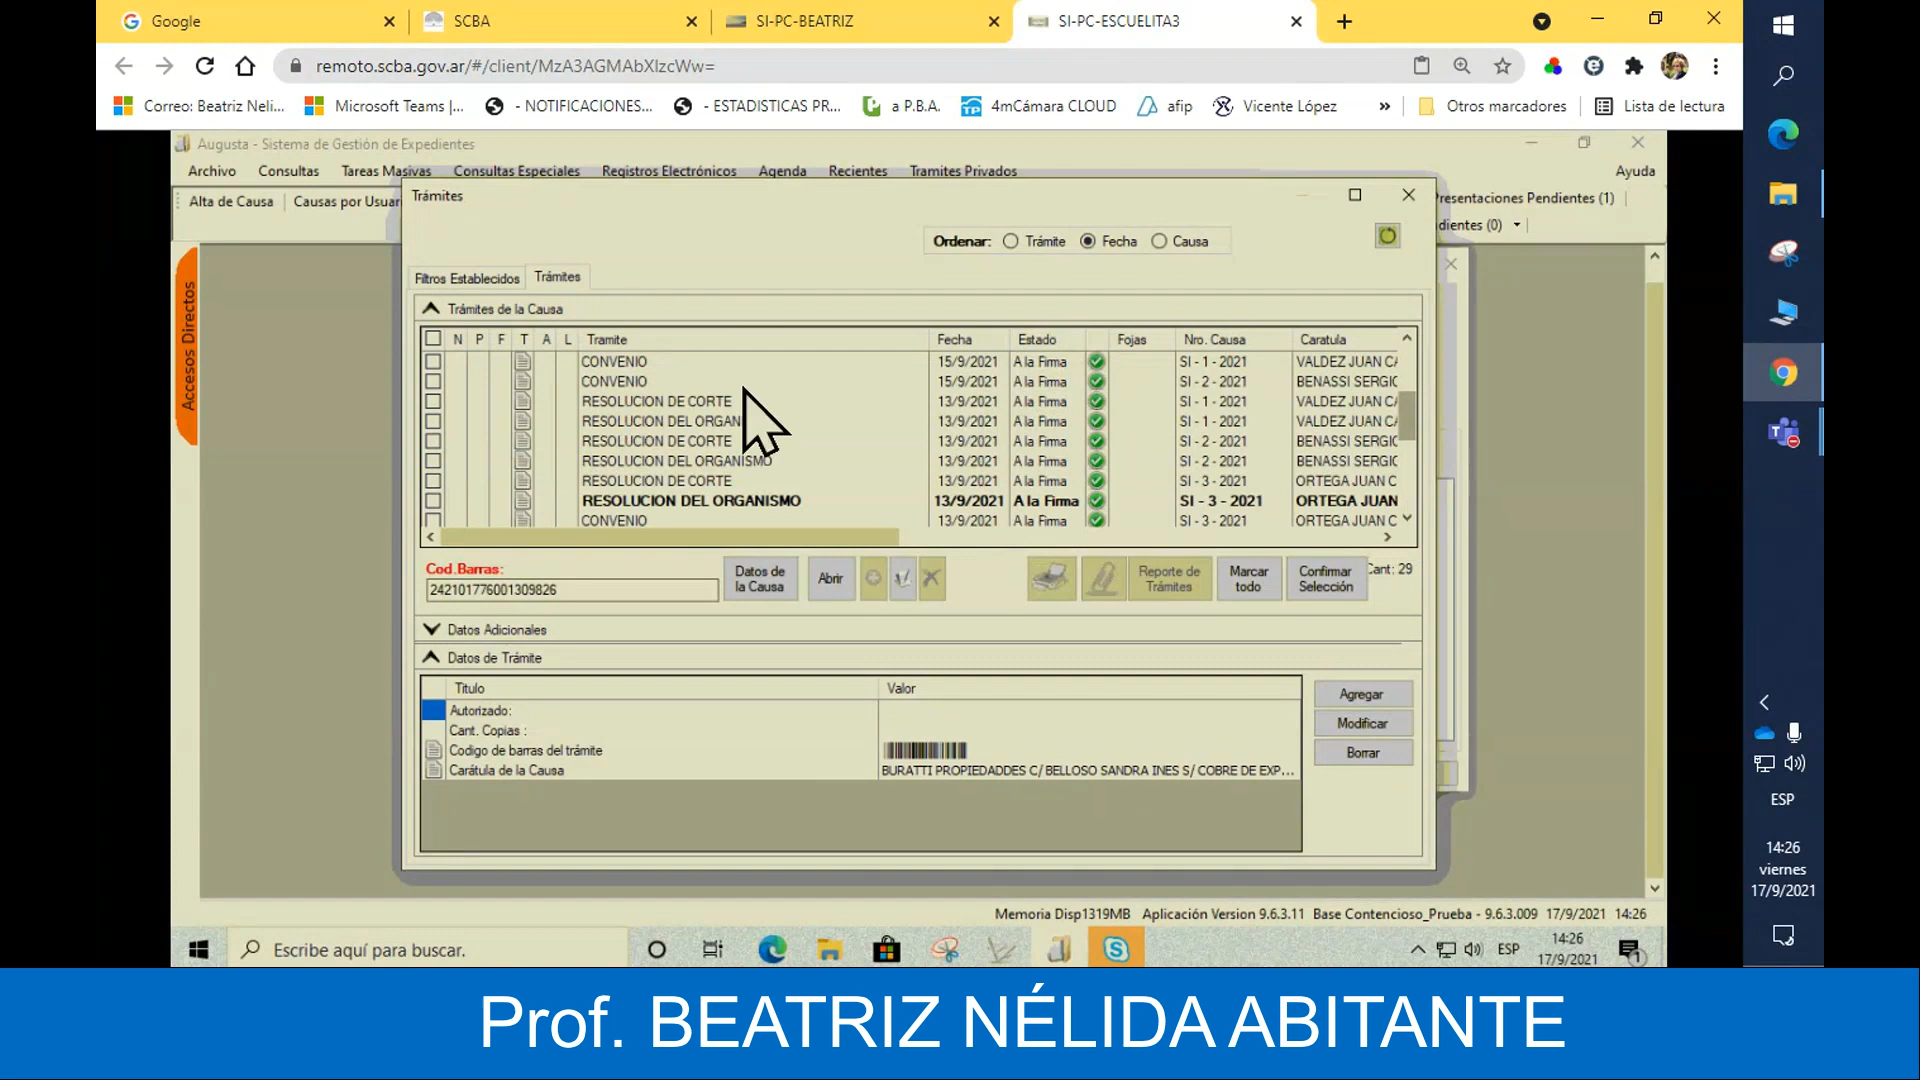 Google
SCBA
SI-PC-BEATRIZ
SI-PC-ESCUELITA3
remoto.scba.gov.ar/#/client/MzA3AGMAbXlzcWw=
Correo: Beatriz Neli...
Microsoft Teams |...
- NOTIFICACIONES...
- ESTADISTICAS PR...
a P.B.A.
4mCámara CLOUD
afip
Vicente López
»
Otros marcadores
Lista de lectura
Augusta - Sistema de Gestión de Expedientes
Archivo Consultas Tareas Masivas Consultas Especiales Registros Electrónicos Agenda Recientes Tramites Privados Ayuda
Alta de Causa Causas por Usuar
Presentaciones Pendientes (1)
dientes (0)
Accesos Directos
Trámites
Ordenar: Trámite Fecha Causa
Filtros Establecidos Trámites
Trámites de la Causa
N P F T A L Tramite Fecha Estado Fojas Nro. Causa Caratula
CONVENIO 15/9/2021 A la Firma SI - 1 - 2021 VALDEZ JUAN CA
CONVENIO 15/9/2021 A la Firma SI - 2 - 2021 BENASSI SERGIO
RESOLUCION DE CORTE 13/9/2021 A la Firma SI - 1 - 2021 VALDEZ JUAN CA
RESOLUCION DEL ORGAN 13/9/2021 A la Firma SI - 1 - 2021 VALDEZ JUAN CA
RESOLUCION DE CORTE 13/9/2021 A la Firma SI - 2 - 2021 BENASSI SERGIO
RESOLUCION DEL ORGANISMO 13/9/2021 A la Firma SI - 2 - 2021 BENASSI SERGIC
RESOLUCION DE CORTE 13/9/2021 A la Firma SI - 3 - 2021 ORTEGA JUAN C
RESOLUCION DEL ORGANISMO 13/9/2021 A la Firma SI - 3 - 2021 ORTEGA JUAN
CONVENIO 13/9/2021 A la Firma SI - 3 - 2021 ORTEGA JUAN C
Cod.Barras:
242101776001309826
Datos de la Causa
Abrir
Reporte de Trámites
Marcar todo
Confirmar Selección
Cant: 29
Datos Adicionales
Datos de Trámite
Titulo Valor
Autorizado:
Cant. Copias :
Codigo de barras del trámite
Carátula de la Causa BURATTI PROPIEDADDES C/ BELLOSO SANDRA INES S/ COBRE DE EXP...
Agregar
Modificar
Borrar
Memoria Disp1319MB Aplicación Version 9.6.3.11 Base Contencioso_Prueba - 9.6.3.009 17/9/2021 14:26
Escribe aquí para buscar.
ESP
14:26
17/9/2021
1
ESP
14:26
viernes
17/9/2021
Prof. BEATRIZ NÉLIDA ABITANTE